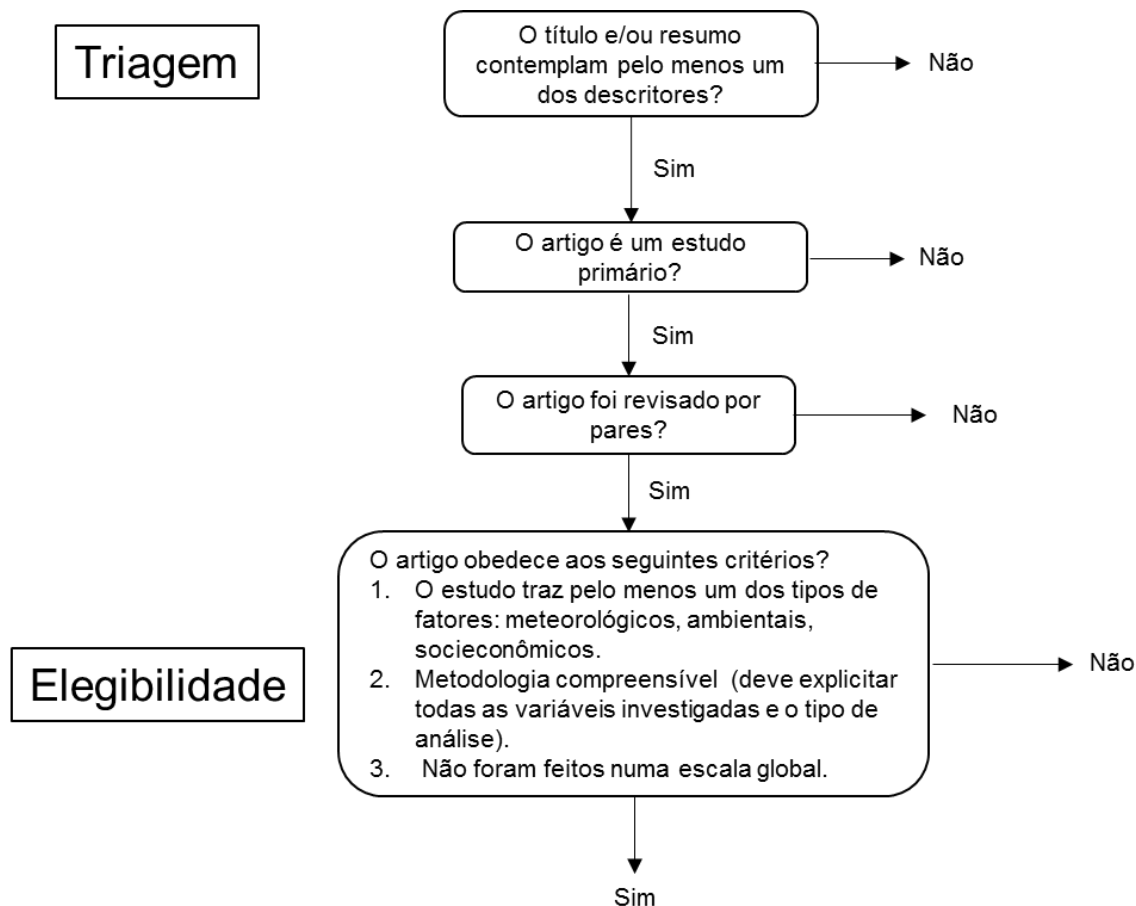 Triagem
O título e/ou resumo
contemplam pelo menos um
dos descritores?
Não
Sim
O artigo é um estudo
primário?
Não
Sim
O artigo foi revisado por
pares?
Não
Sim
Elegibilidade
O artigo obedece aos seguintes critérios?
1. O estudo traz pelo menos um dos tipos de
fatores: meteorológicos, ambientais,
socieconômicos.
2. Metodologia compreensível (deve explicitar
todas as variáveis investigadas e o tipo de
análise).
3. Não foram feitos numa escala global.
Não
Sim